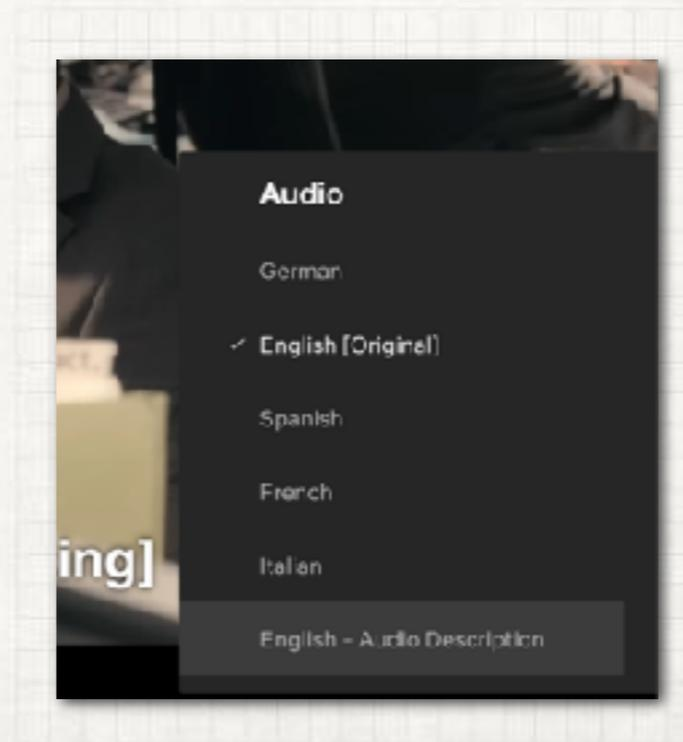 Audio
German
✓ English [Original]
Spanish
French
Italian
ing]
English - Audio Description